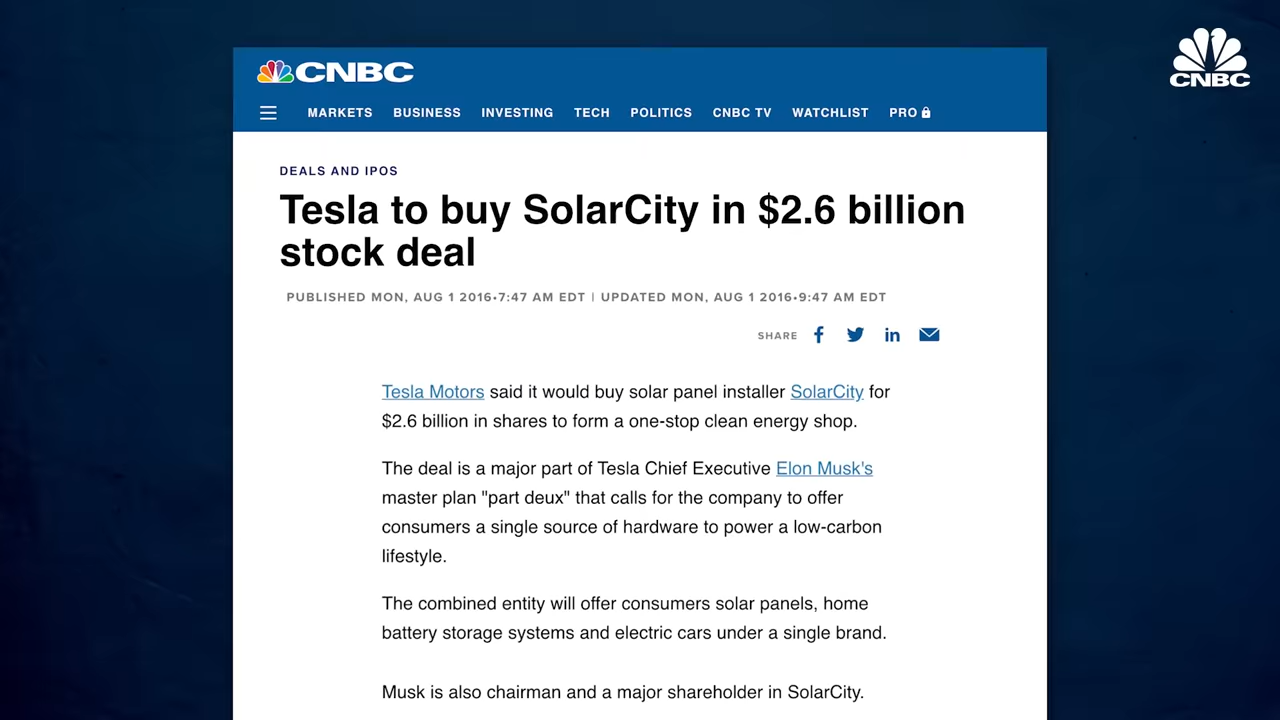 CNBC
CNBC
MARKETS BUSINESS INVESTING TECH POLITICS CNBC TV WATCHLIST PRO
DEALS AND IPOS
Tesla to buy SolarCity in $2.6 billion
stock deal
PUBLISHED MON, AUG 1 2016•7:47 AM EDT | UPDATED MON, AUG 1 2016•9:47 AM EDT
SHARE
Tesla Motors said it would buy solar panel installer SolarCity for
$2.6 billion in shares to form a one-stop clean energy shop.
The deal is a major part of Tesla Chief Executive Elon Musk's
master plan "part deux" that calls for the company to offer
consumers a single source of hardware to power a low-carbon
lifestyle.
The combined entity will offer consumers solar panels, home
battery storage systems and electric cars under a single brand.
Musk is also chairman and a major shareholder in SolarCity.